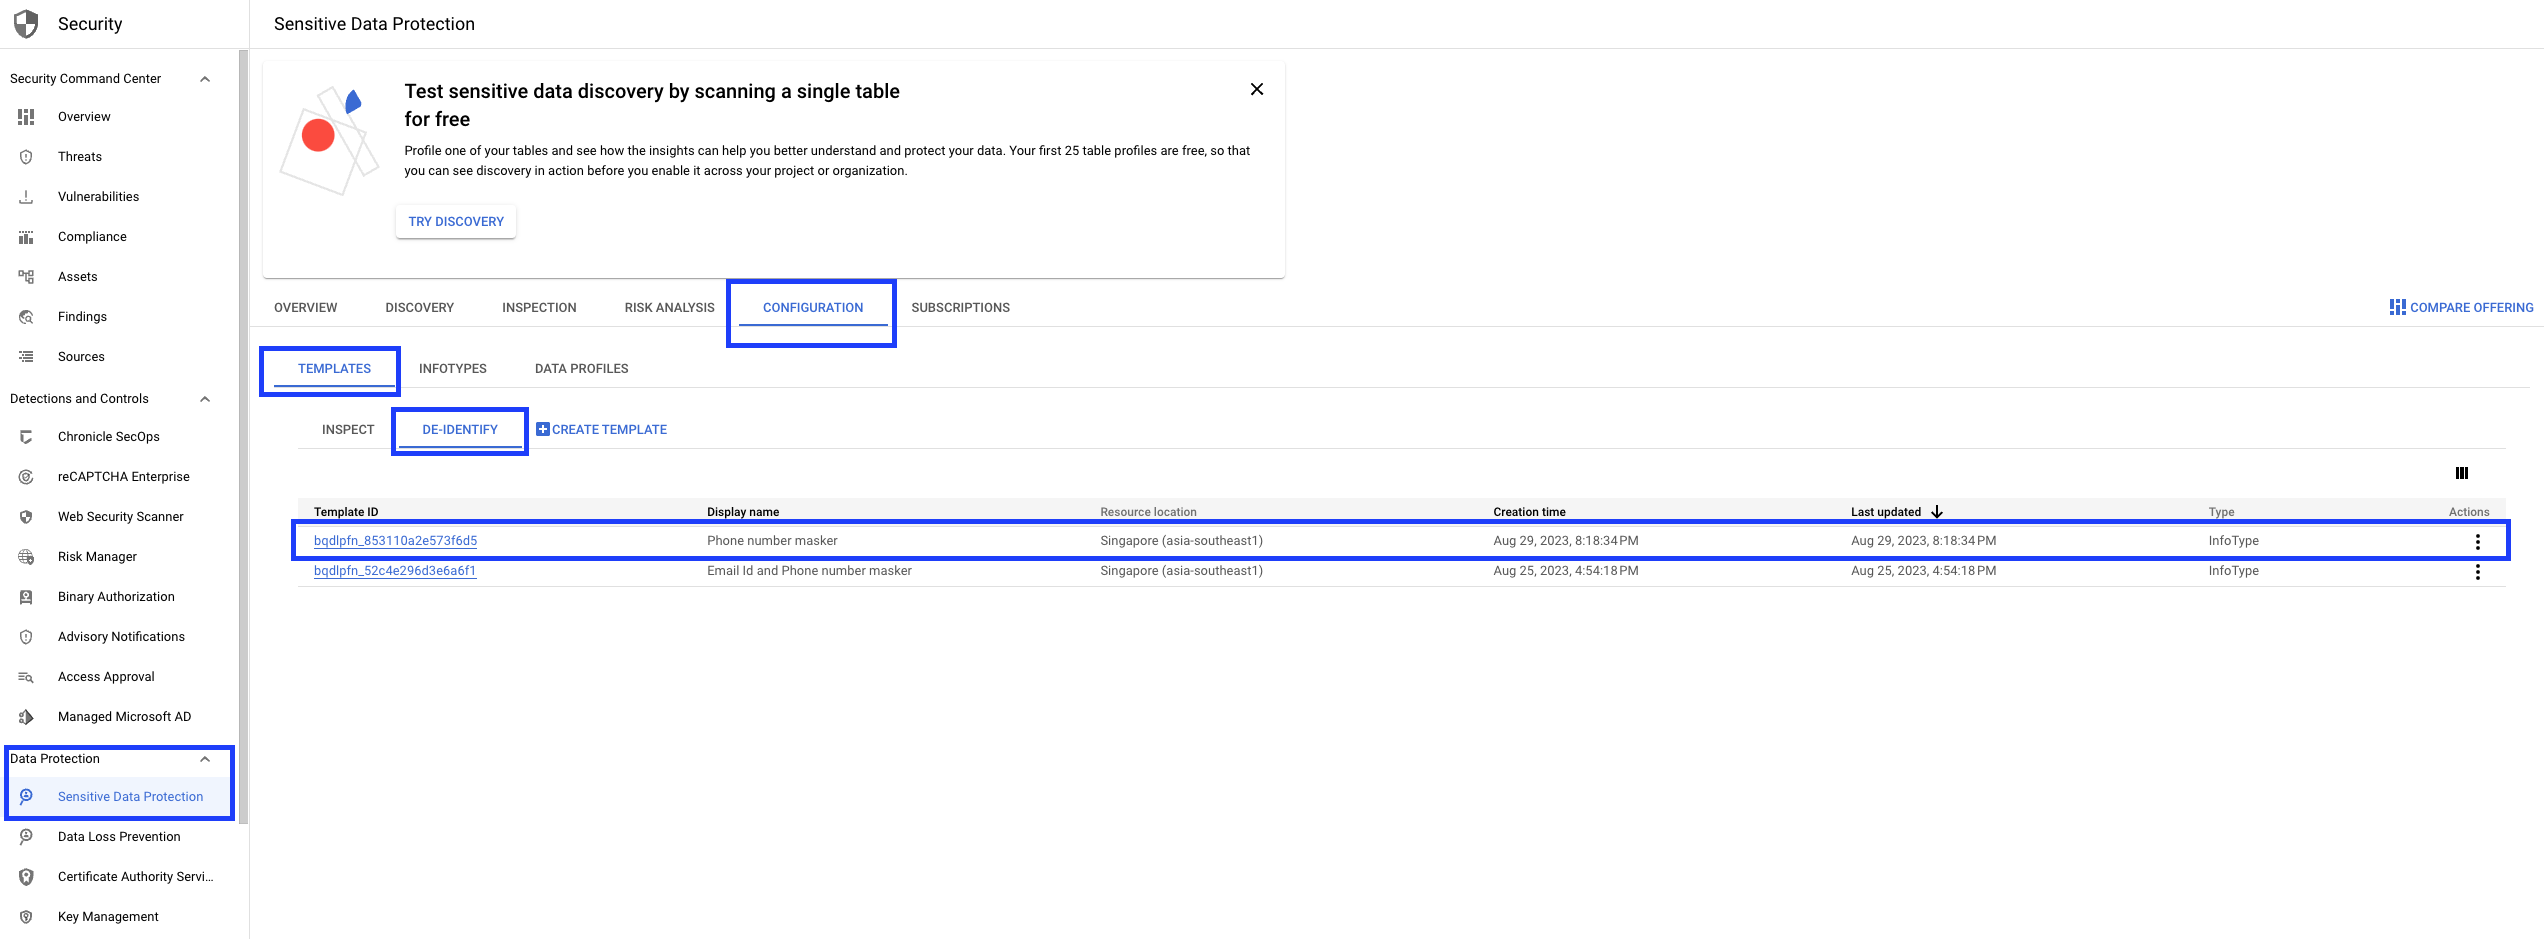 Security
Sensitive Data Protection
Security Command Center
Overview
Threats
Vulnerabilities
Compliance
Assets
Findings
Sources
Detections and Controls
Chronicle SecOps
reCAPTCHA Enterprise
Web Security Scanner
Risk Manager
Binary Authorization
Advisory Notifications
Access Approval
Managed Microsoft AD
Data Protection
Sensitive Data Protection
Data Loss Prevention
Certificate Authority Servi...
Key Management
Test sensitive data discovery by scanning a single table
for free
Profile one of your tables and see how the insights can help you better understand and protect your data. Your first 25 table profiles are free, so that
you can see discovery in action before you enable it across your project or organization.
TRY DISCOVERY
OVERVIEW DISCOVERY INSPECTION RISK ANALYSIS CONFIGURATION SUBSCRIPTIONS COMPARE OFFERING
TEMPLATES INFOTYPES DATA PROFILES
INSPECT DE-IDENTIFY CREATE TEMPLATE
Template ID Display name Resource location Creation time Last updated Type Actions
bqdlpfn_853110a2e573f6d5 Phone number masker Singapore (asia-southeast1) Aug 29, 2023, 8:18:34 PM Aug 29, 2023, 8:18:34 PM InfoType
bqdlpfn_52c4e296d3e6a6f1 Email Id and Phone number masker Singapore (asia-southeast1) Aug 25, 2023, 4:54:18 PM Aug 25, 2023, 4:54:18 PM InfoType